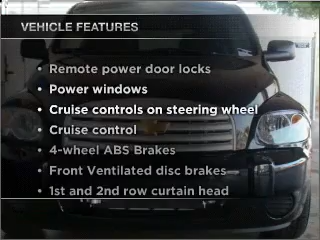 VEHICLE FEATURES
• Remote power door locks
• Power windows
• Cruise controls on steering wheel
• Cruise control
• 4-wheel ABS Brakes
• Front Ventilated disc brakes
• 1st and 2nd row curtain head